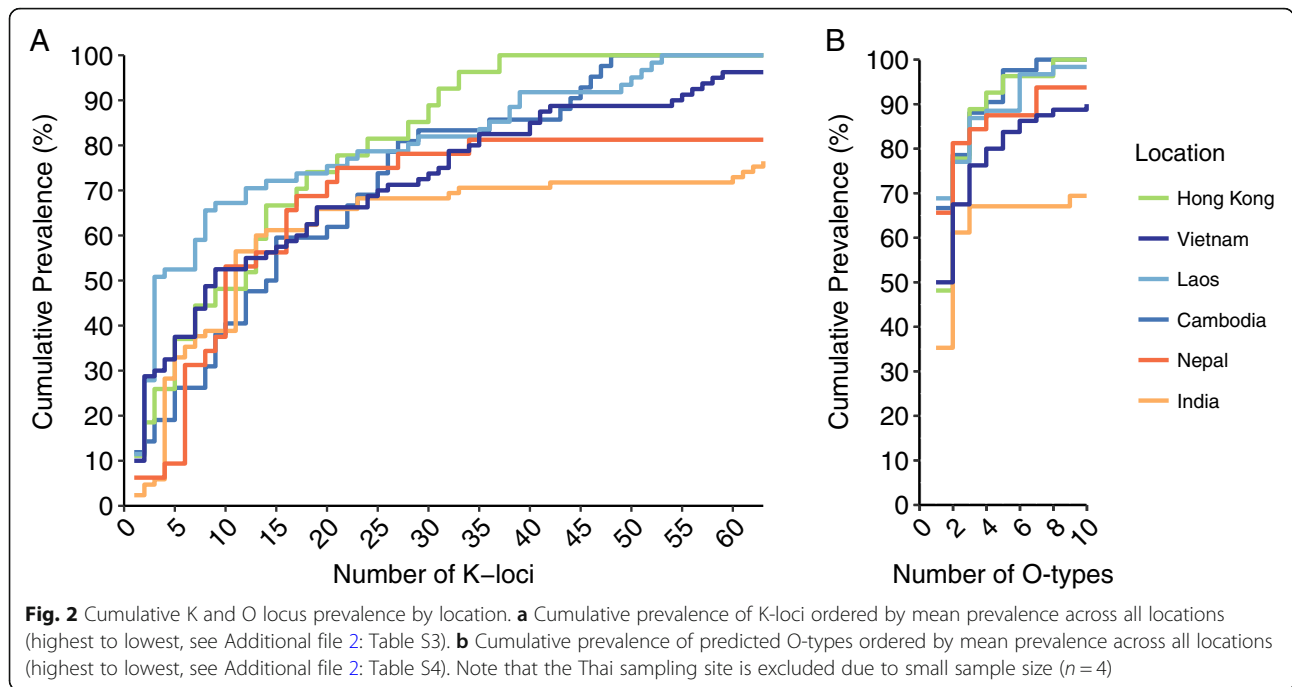 A
B
Cumulative Prevalence (%)
100
90
80
70
60
50
40
30
20
10
0
0 5 10 15 20 25 30 35 40 45 50 55 60
Number of K−loci
Cumulative Prevalence (%)
100
90
80
70
60
50
40
30
20
10
0
0 2 4 6 8 10
Number of O-types
Location
Hong Kong
Vietnam
Laos
Cambodia
Nepal
India
Fig. 2 Cumulative K and O locus prevalence by location. a Cumulative prevalence of K-loci ordered by mean prevalence across all locations
(highest to lowest, see Additional file 2: Table S3). b Cumulative prevalence of predicted O-types ordered by mean prevalence across all locations
(highest to lowest, see Additional file 2: Table S4). Note that the Thai sampling site is excluded due to small sample size (n = 4)